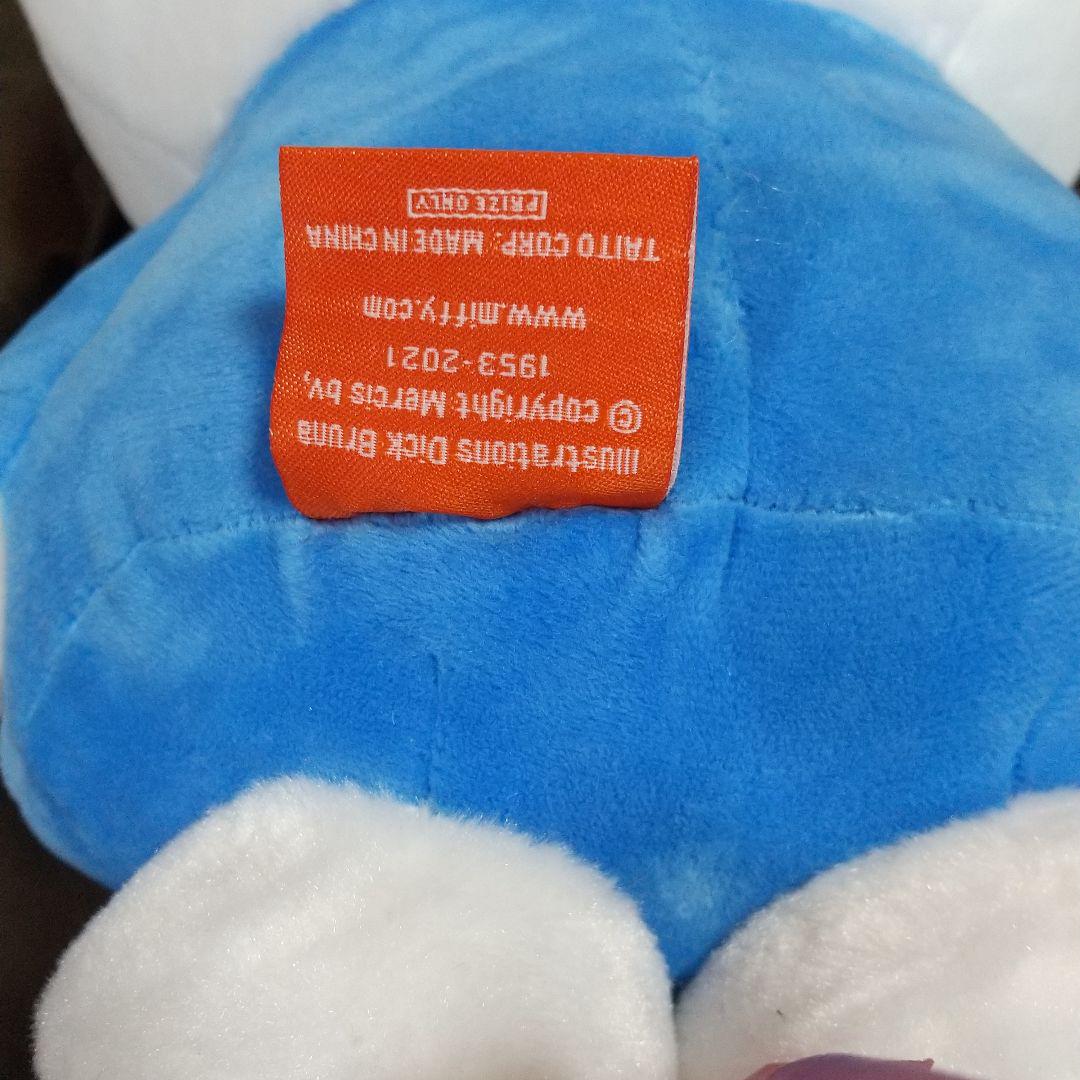 Illustrations Dick Bruna
© copyright Mercis bv,
1953-2021
www.miffy.com
TAITO CORP. MADE IN CHINA
PRIZE ONLY